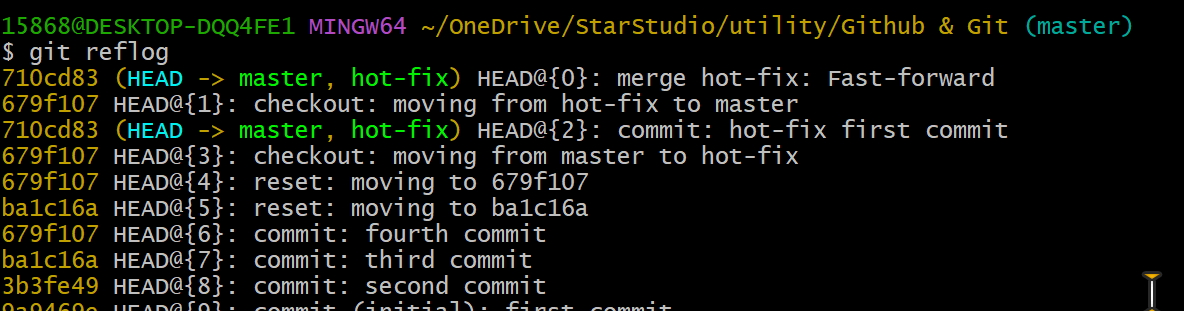 15868@DESKTOP-DQQ4FE1 MINGW64 ~/OneDrive/StarStudio/utility/Github & Git (master)
$ git reflog
710cd83 (HEAD -> master, hot-fix) HEAD@{0}: merge hot-fix: Fast-forward
679f107 HEAD@{1}: checkout: moving from hot-fix to master
710cd83 (HEAD -> master, hot-fix) HEAD@{2}: commit: hot-fix first commit
679f107 HEAD@{3}: checkout: moving from master to hot-fix
679f107 HEAD@{4}: reset: moving to 679f107
ba1c16a HEAD@{5}: reset: moving to ba1c16a
679f107 HEAD@{6}: commit: fourth commit
ba1c16a HEAD@{7}: commit: third commit
3b3fe49 HEAD@{8}: commit: second commit
9a9469e HEAD@{9}: commit (initial): first commit